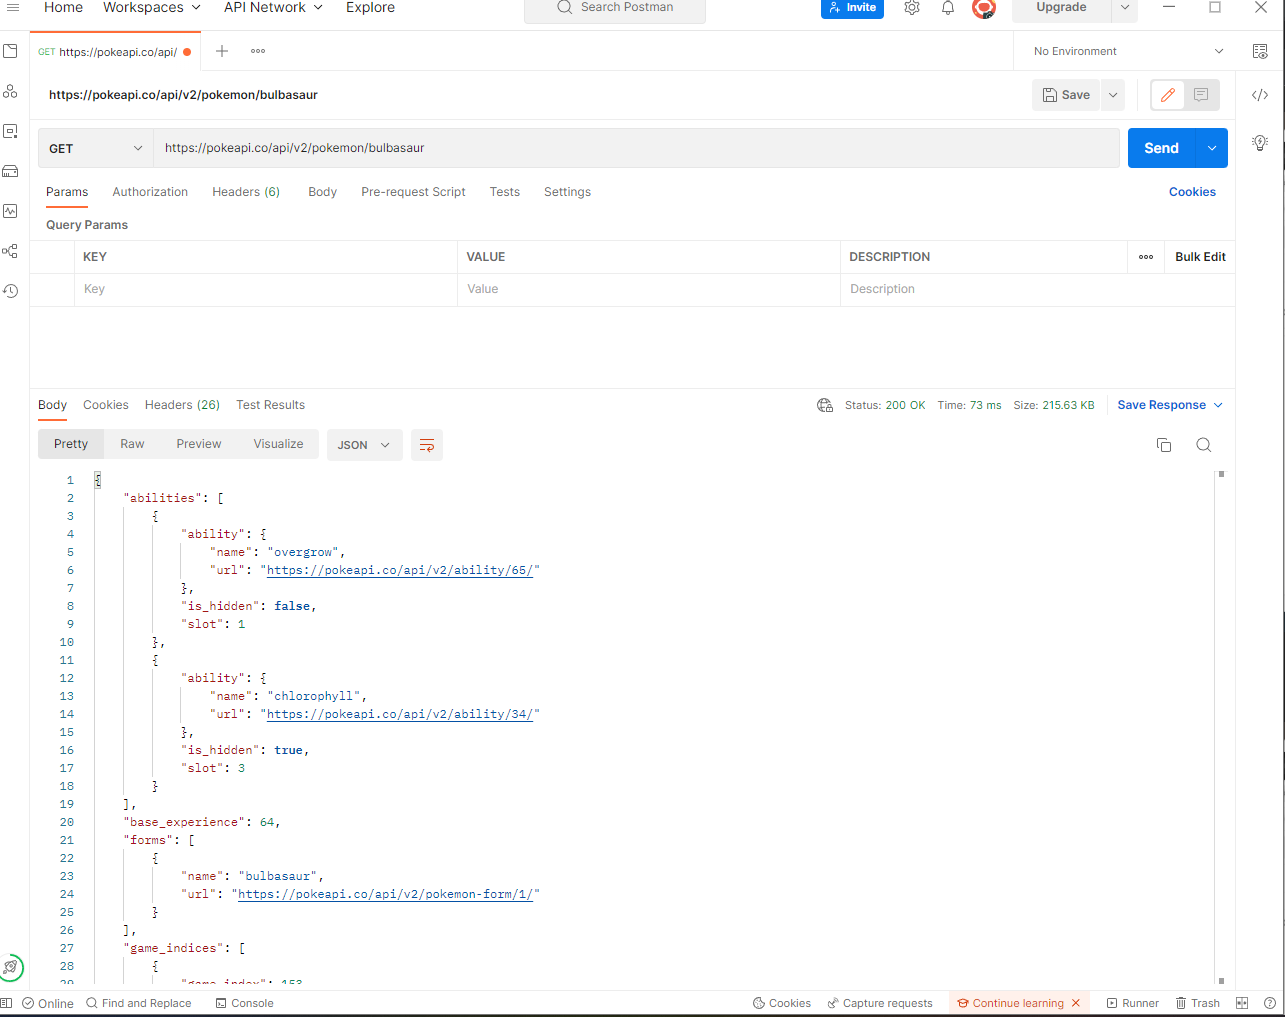 Home Workspaces API Network Explore Search Postman Invite Upgrade
GET https://pokeapi.co/api/ No Environment
https://pokeapi.co/api/v2/pokemon/bulbasaur Save
GET https://pokeapi.co/api/v2/pokemon/bulbasaur Send
Params Authorization Headers (6) Body Pre-request Script Tests Settings Cookies
Query Params
KEY VALUE DESCRIPTION Bulk Edit
Key Value Description
Body Cookies Headers (26) Test Results Status: 200 OK Time: 73 ms Size: 215.63 KB Save Response
Pretty Raw Preview Visualize JSON
1 {
2 "abilities": [
3 {
4 "ability": {
5 "name": "overgrow",
6 "url": "https://pokeapi.co/api/v2/ability/65/"
7 },
8 "is_hidden": false,
9 "slot": 1
10 },
11 {
12 "ability": {
13 "name": "chlorophyll",
14 "url": "https://pokeapi.co/api/v2/ability/34/"
15 },
16 "is_hidden": true,
17 "slot": 3
18 }
19 ],
20 "base_experience": 64,
21 "forms": [
22 {
23 "name": "bulbasaur",
24 "url": "https://pokeapi.co/api/v2/pokemon-form/1/"
25 }
26 ],
27 "game_indices": [
28 {
29 "game_index": 153
Online Find and Replace Console Cookies Capture requests Continue learning Runner Trash